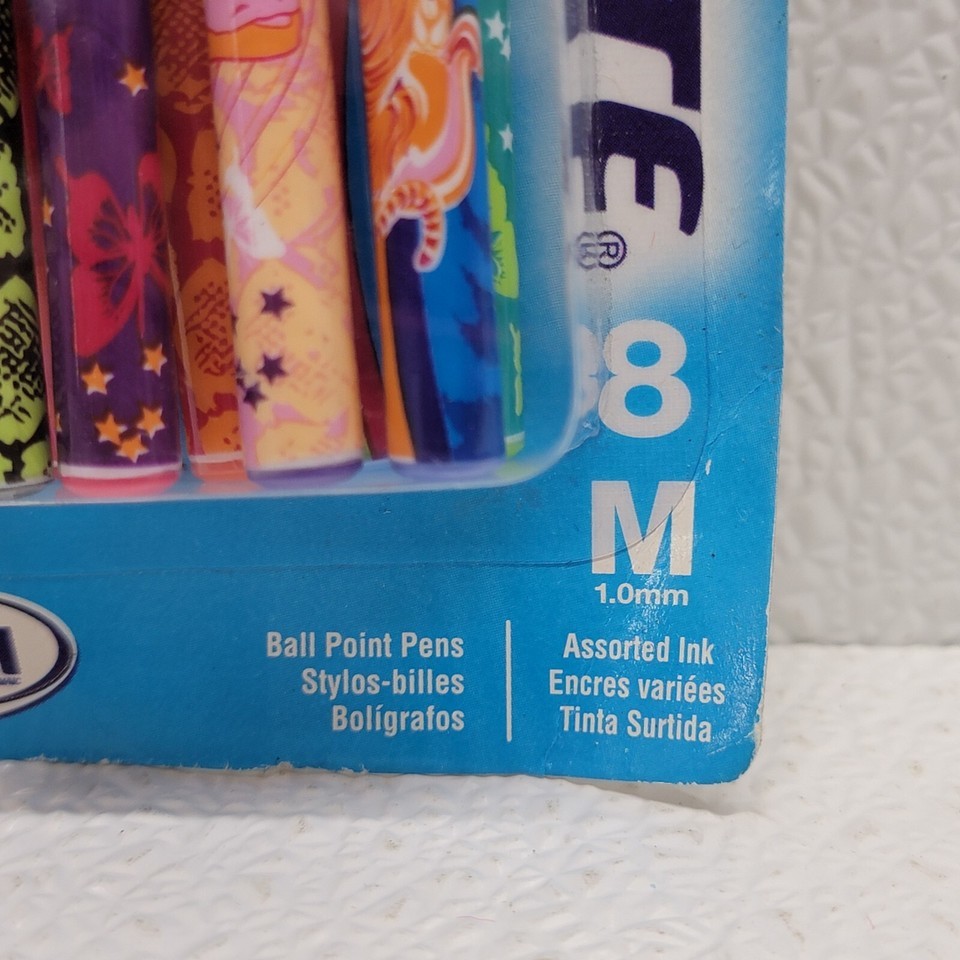 ®
8
M
1.0mm
Ball Point Pens
Stylos-billes
Bolígrafos
Assorted Ink
Encres variées
Tinta Surtida